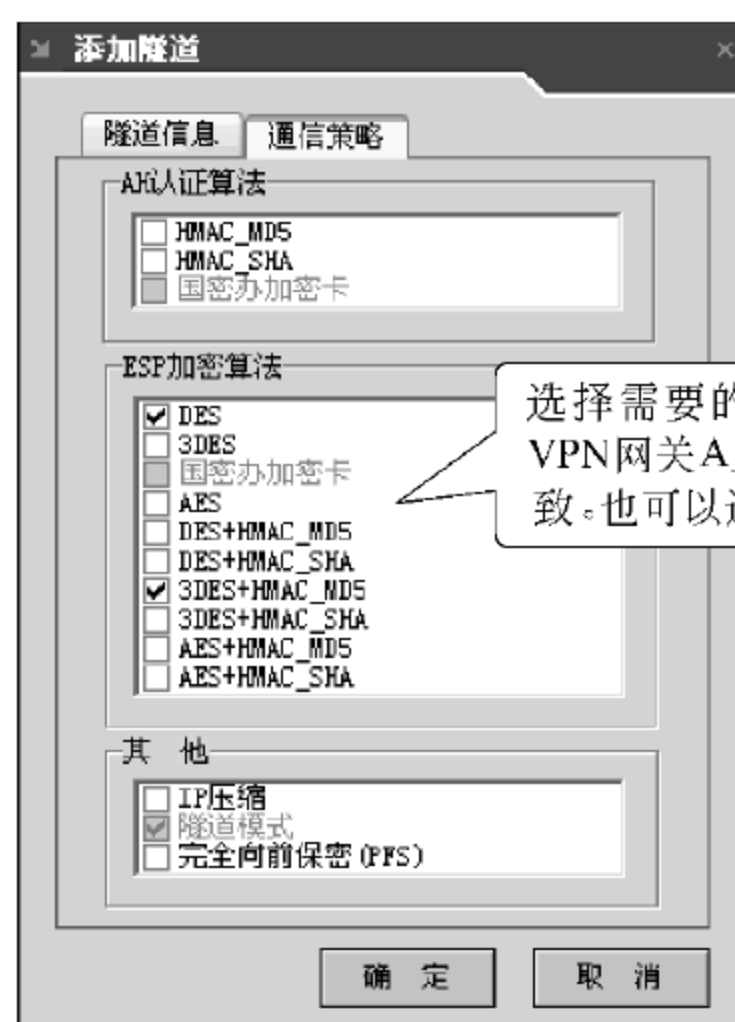 添加隧道
隧道信息 通信策略
AH认证算法
HMAC_MD5
HMAC_SHA
国密办加密卡
ESP加密算法
DES
3DES
国密办加密卡
AES
DES+HMAC_MD5
DES+HMAC_SHA
3DES+HMAC_MD5
3DES+HMAC_SHA
AES+HMAC_MD5
AES+HMAC_SHA
选择需要的
VPN网关A
致。也可以
其 他
IP压缩
隧道模式
完全向前保密(PFS)
确 定 取 消